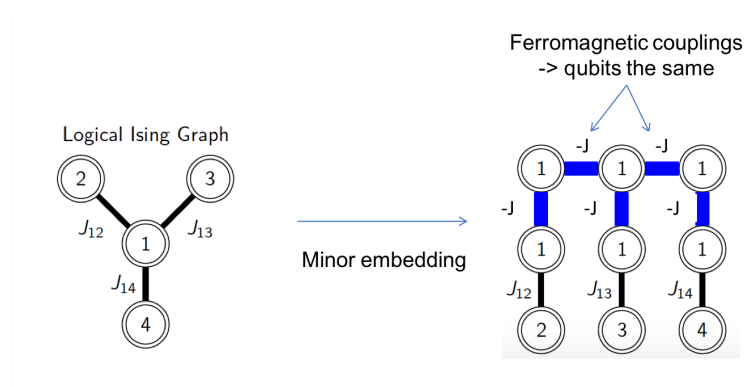 Ferromagnetic couplings
-> qubits the same
Logical Ising Graph
-J
-J
2
3
1
1
1
J12
J13
-J
-J
-J
1
1
1
1
Minor embedding
J14
J12
J13
J14
4
2
3
4